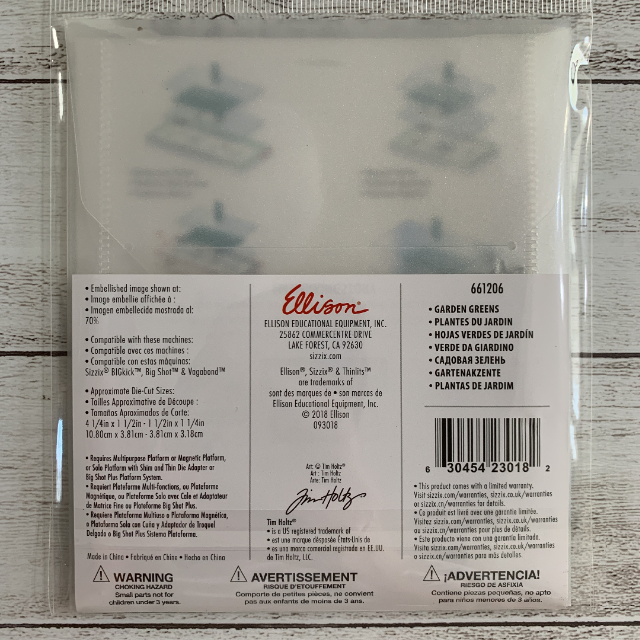 • Embellished image shown at:
• Image embellie affichée à :
• Imagen embellecida mostrada al:
70%
• Compatible with these machines:
• Compatible avec ces machines :
• Compatible con estas máquinas:
Sizzix® BIGkick™, Big Shot™ & Vagabond™
• Approximate Die-Cut Sizes:
• Tailles Approximative de Découpe :
• Tamaños Aproximados de Corte:
4 1/4in x 1 1/2in - 1 1/2in x 1 1/4in
10.80cm x 3.81cm - 3.81cm x 3.18cm
• Requires Multipurpose Platform or Magnetic Platform,
or Solo Platform with Shim and Thin Die Adapter or
Big Shot Plus Platform System.
• Requiert Plateforme Multi-fonctions, ou Plateforme
Magnétique, ou Plateforme Solo avec Cale et Adaptateur
de Matrice Fine ou Plateforme Big Shot Plus.
• Requiere Plataforma Multiuso o Plataforma Magnética,
o Plataforma Solo con Cuña y Adaptador de Troquel
Delgado o Big Shot Plus Sistema Plataforma.
Made in China • Fabriqué en Chine • Hecho en China
Ellison®
ELLISON EDUCATIONAL EQUIPMENT, INC.
25862 COMMERCENTRE DRIVE
LAKE FOREST, CA 92630
sizzix.com
Ellison®, Sizzix® & Thinlits™
are trademarks of
• sont des marques de • son marcas de
Ellison Educational Equipment, Inc.
© 2018 Ellison
093018
Art: © Tim Holtz®
Art : Tim Holtz
Arte: Tim Holtz
Tim Holtz
Tim Holtz®
• is a US registered trademark of
• est une marque déposée États-Unis de
• es una marca comercial registrada en EE.UU.
de Tim Holtz, LLC.
661206
• GARDEN GREENS
• PLANTES DU JARDIN
• HOJAS VERDES DE JARDÍN
• VERDE DA GIARDINO
• САДОВАЯ ЗЕЛЕНЬ
• GARTENAKZENTE
• PLANTAS DE JARDIM
6 30454 23018 2
• This product comes with a limited warranty.
Visit sizzix.com/warranties, sizzix.co.uk/warranties
or sizzix.com.es/warranties for details.
• Ce produit est livré avec une garantie limitée.
Visitez sizzix.com/warranties, sizzix.co.uk/warranties
ou sizzix.com.es/warranties pour plus de détails.
• Este producto viene con una garantía limitada.
Visit sizzix.com/warranties, sizzix.co.uk/warranties
o sizzix.com.es/warranties para más detalles.
WARNING
CHOKING HAZARD
Small parts. Not for
children under 3 years.
AVERTISSEMENT
RISQUE D'ETOUFFEMENT
Comporte de petites pièces, ne convient
pas aux enfants de moins de 3 ans.
¡ADVERTENCIA!
RIESGO DE ASFIXIA
Contiene piezas pequeñas, no apto
para niños menores de 3 años.